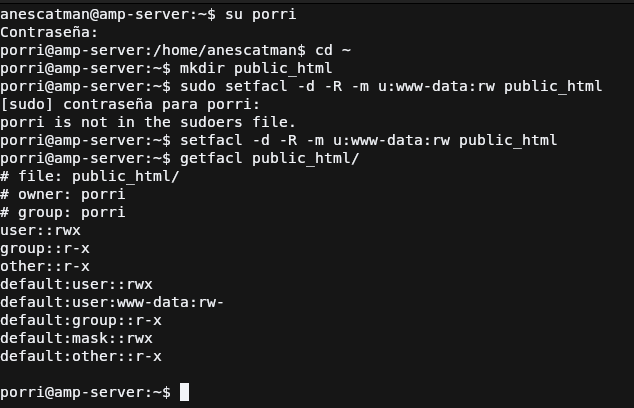 anescatman@amp-server:~$ su porri
Contraseña:
porri@amp-server:/home/anescatman$ cd ~
porri@amp-server:~$ mkdir public_html
porri@amp-server:~$ sudo setfacl -d -R -m u:www-data:rw public_html
[sudo] contraseña para porri:
porri is not in the sudoers file.
porri@amp-server:~$ setfacl -d -R -m u:www-data:rw public_html
porri@amp-server:~$ getfacl public_html/
# file: public_html/
# owner: porri
# group: porri
user::rwx
group::r-x
other::r-x
default:user::rwx
default:user:www-data:rw-
default:group::r-x
default:mask::rwx
default:other::r-x
porri@amp-server:~$